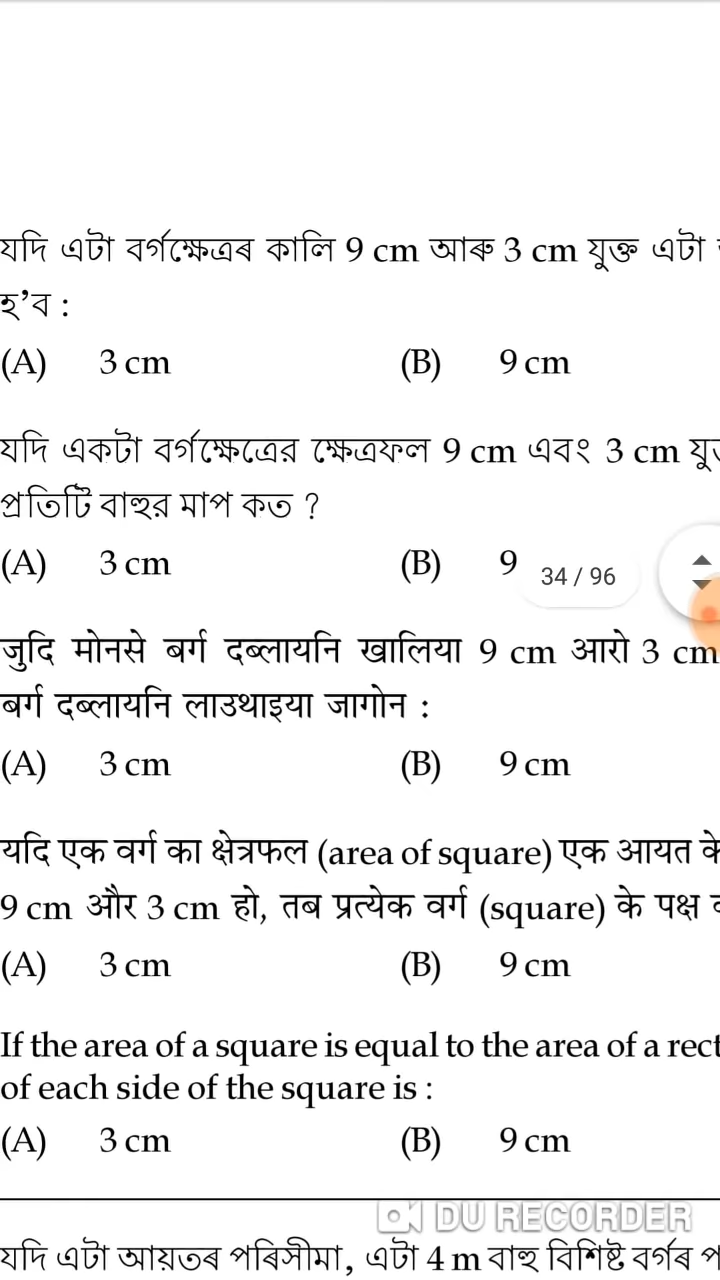 যদি এটা বৰ্গক্ষেত্ৰৰ কালি 9 cm আৰু 3 cm যুক্ত এটা
হ’ব :
(A) 3 cm (B) 9 cm
যদি একটা বর্গক্ষেত্রের ক্ষেত্রফল 9 cm এবং 3 cm
প্রতিটি বাহুর মাপ কত ?
(A) 3 cm (B) 9
34 / 96
जुदि मोनसे बर्ग दब्लायनि खालिया 9 cm आरो 3 cm
बर्ग दब्लायनि लाउथाइया जागोन :
(A) 3 cm (B) 9 cm
यदि एक वर्ग का क्षेत्रफल (area of square) एक आयत के
9 cm और 3 cm हो, तब प्रत्येक वर्ग (square) के पक्ष
(A) 3 cm (B) 9 cm
If the area of a square is equal to the area of a rect
of each side of the square is :
(A) 3 cm (B) 9 cm
DU RECORDER
যদি এটা আয়তৰ পৰিসীমা, এটা 4 m বাহু বিশিষ্ট বৰ্গৰ